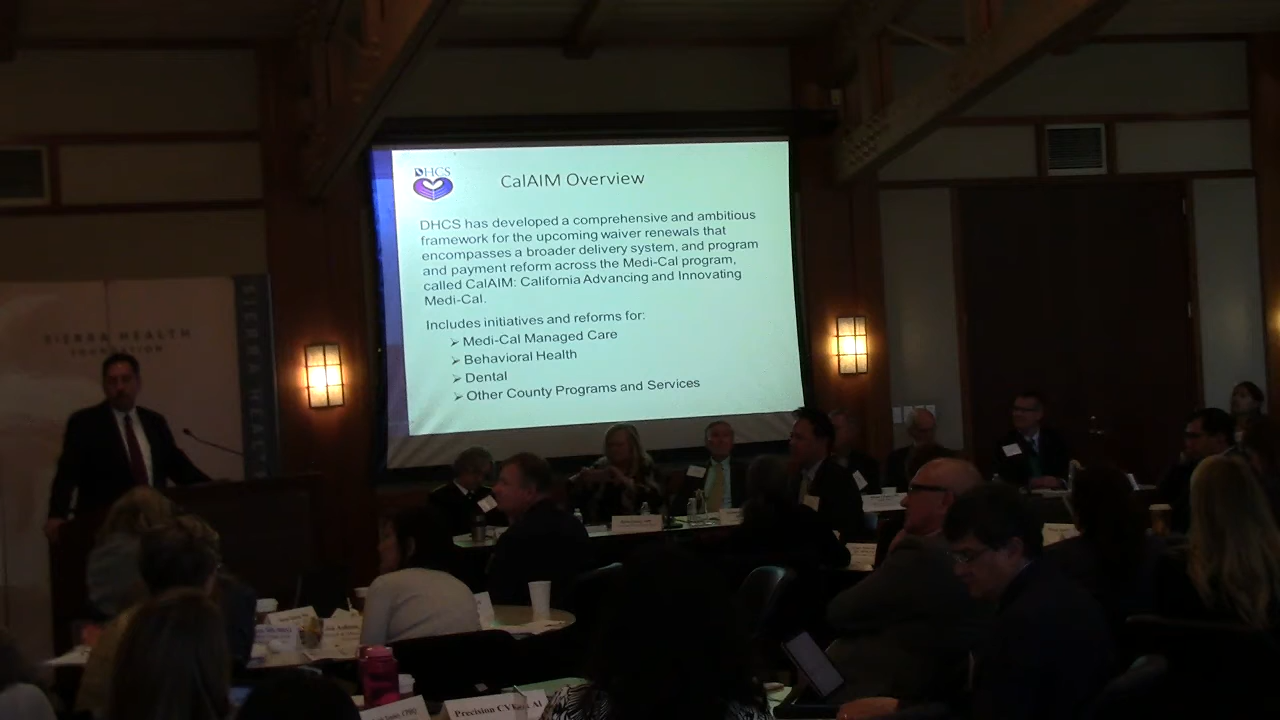 DHCS
CalAIM Overview
DHCS has developed a comprehensive and ambitious
framework for the upcoming waiver renewals that
encompasses a broader delivery system, and program
and payment reform across the Medi-Cal program,
called CalAIM: California Advancing and Innovating
Medi-Cal.
Includes initiatives and reforms for:
➢ Medi-Cal Managed Care
➢ Behavioral Health
➢ Dental
➢ Other County Programs and Services
SIERRA HEALTH
FOUNDATION
SIERRA HEAL
Precision